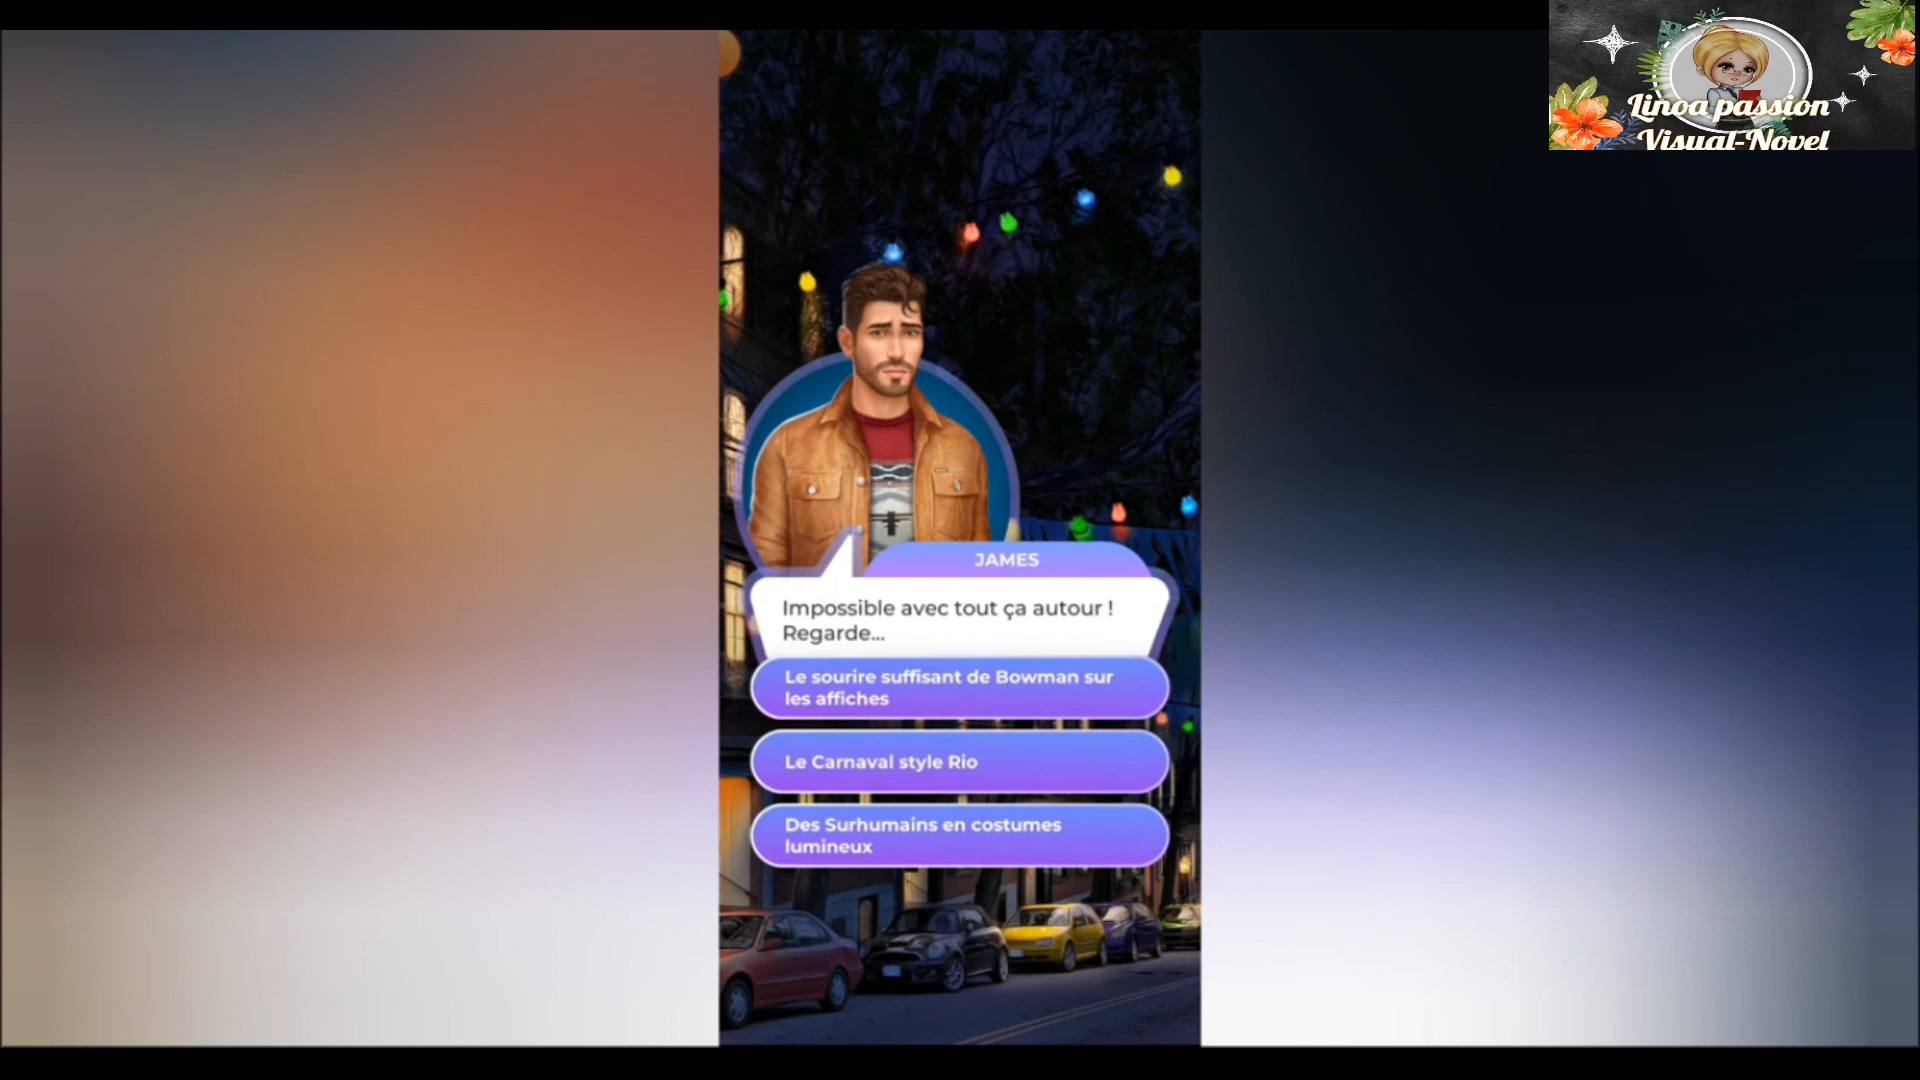 Linoa passion
Visual-Novel
JAMES
Impossible avec tout ça autour !
Regarde...
Le sourire suffisant de Bowman sur
les affiches
Le Carnaval style Rio
Des Surhumains en costumes
lumineux